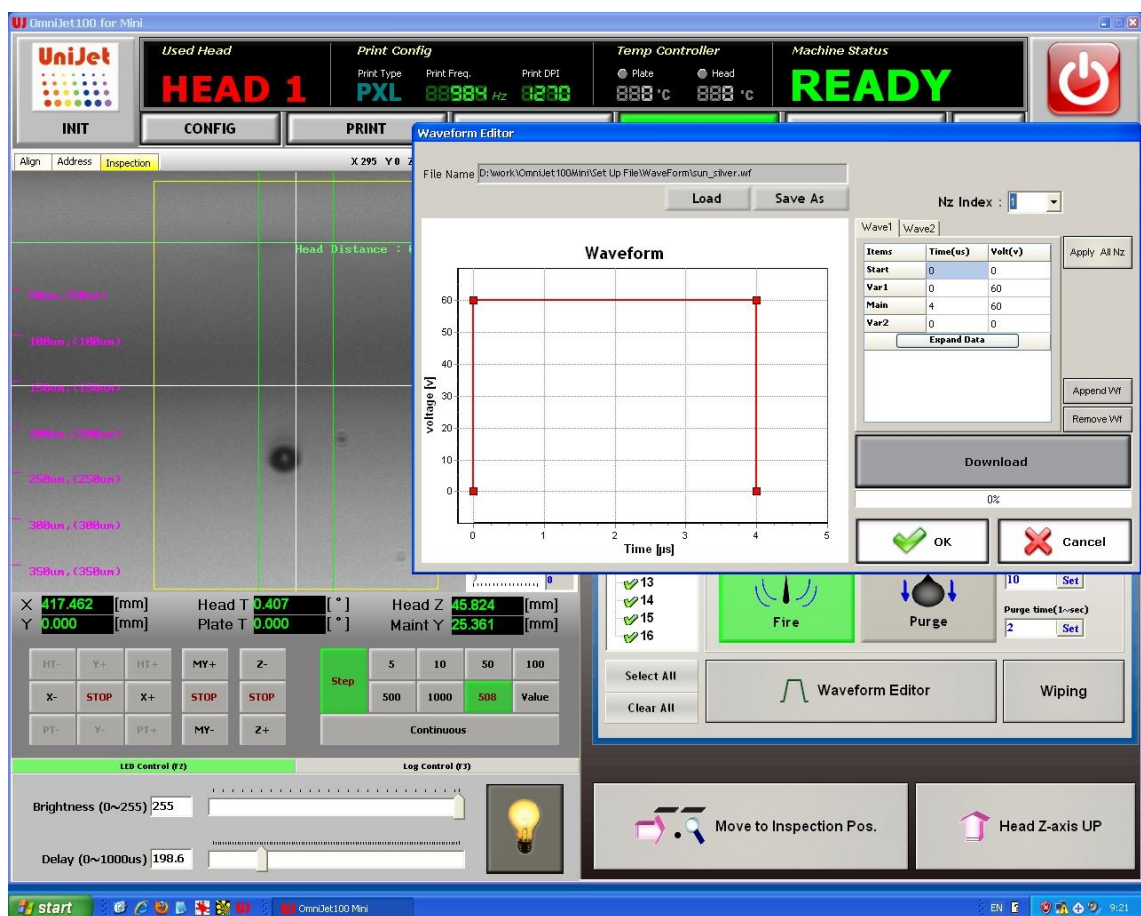 OmniJet100 for Mini
UniJet
Used Head
HEAD 1
Print Config
Print Type
PXL
Print Freq.
984 Hz
Print DPI
1270
Temp Controller
Plate
°C
Head
°C
Machine Status
READY
INIT
CONFIG
PRINT
Align Address Inspection
X 295 Y 0
Head Distance :
100um,(100um)
150um,(150um)
250um,(250um)
300um,(300um)
350um,(350um)
Waveform Editor
File Name D:\work\OmniJet100Mini\Set Up File\WaveForm\sun_silver.wf
Load Save As
Nz Index : 1
Waveform
voltage [v]
60
50
40
30
20
10
0
0 1 2 3 4 5
Time [µs]
Wave1 Wave2
Items Time(us) Volt(v)
Start 0 0
Var1 0 60
Main 4 60
Var2 0 0
Expand Data
Apply All Nz
Append Wf
Remove Wf
Download
0%
OK
Cancel
0
13
14
15
16
Fire
Purge
10 Set
Purge time(1~sec)
2 Set
Select All
Clear All
Waveform Editor
Wiping
X 417.462 [mm] Head T 0.407 [°] Head Z 45.824 [mm]
Y 0.000 [mm] Plate T 0.000 [°] Maint Y 25.361 [mm]
HT- Y+ HT+ MY+ Z-
X- STOP X+ STOP STOP
PT- Y- PT+ MY- Z+
Step 5 10 50 100
500 1000 508 Value
Continuous
LED Control (F2)
Log Control (F3)
Brightness (0~255) 255
Delay (0~1000us) 198.6
Move to Inspection Pos.
Head Z-axis UP
start
OmniJet100 Mini
EN
9:21